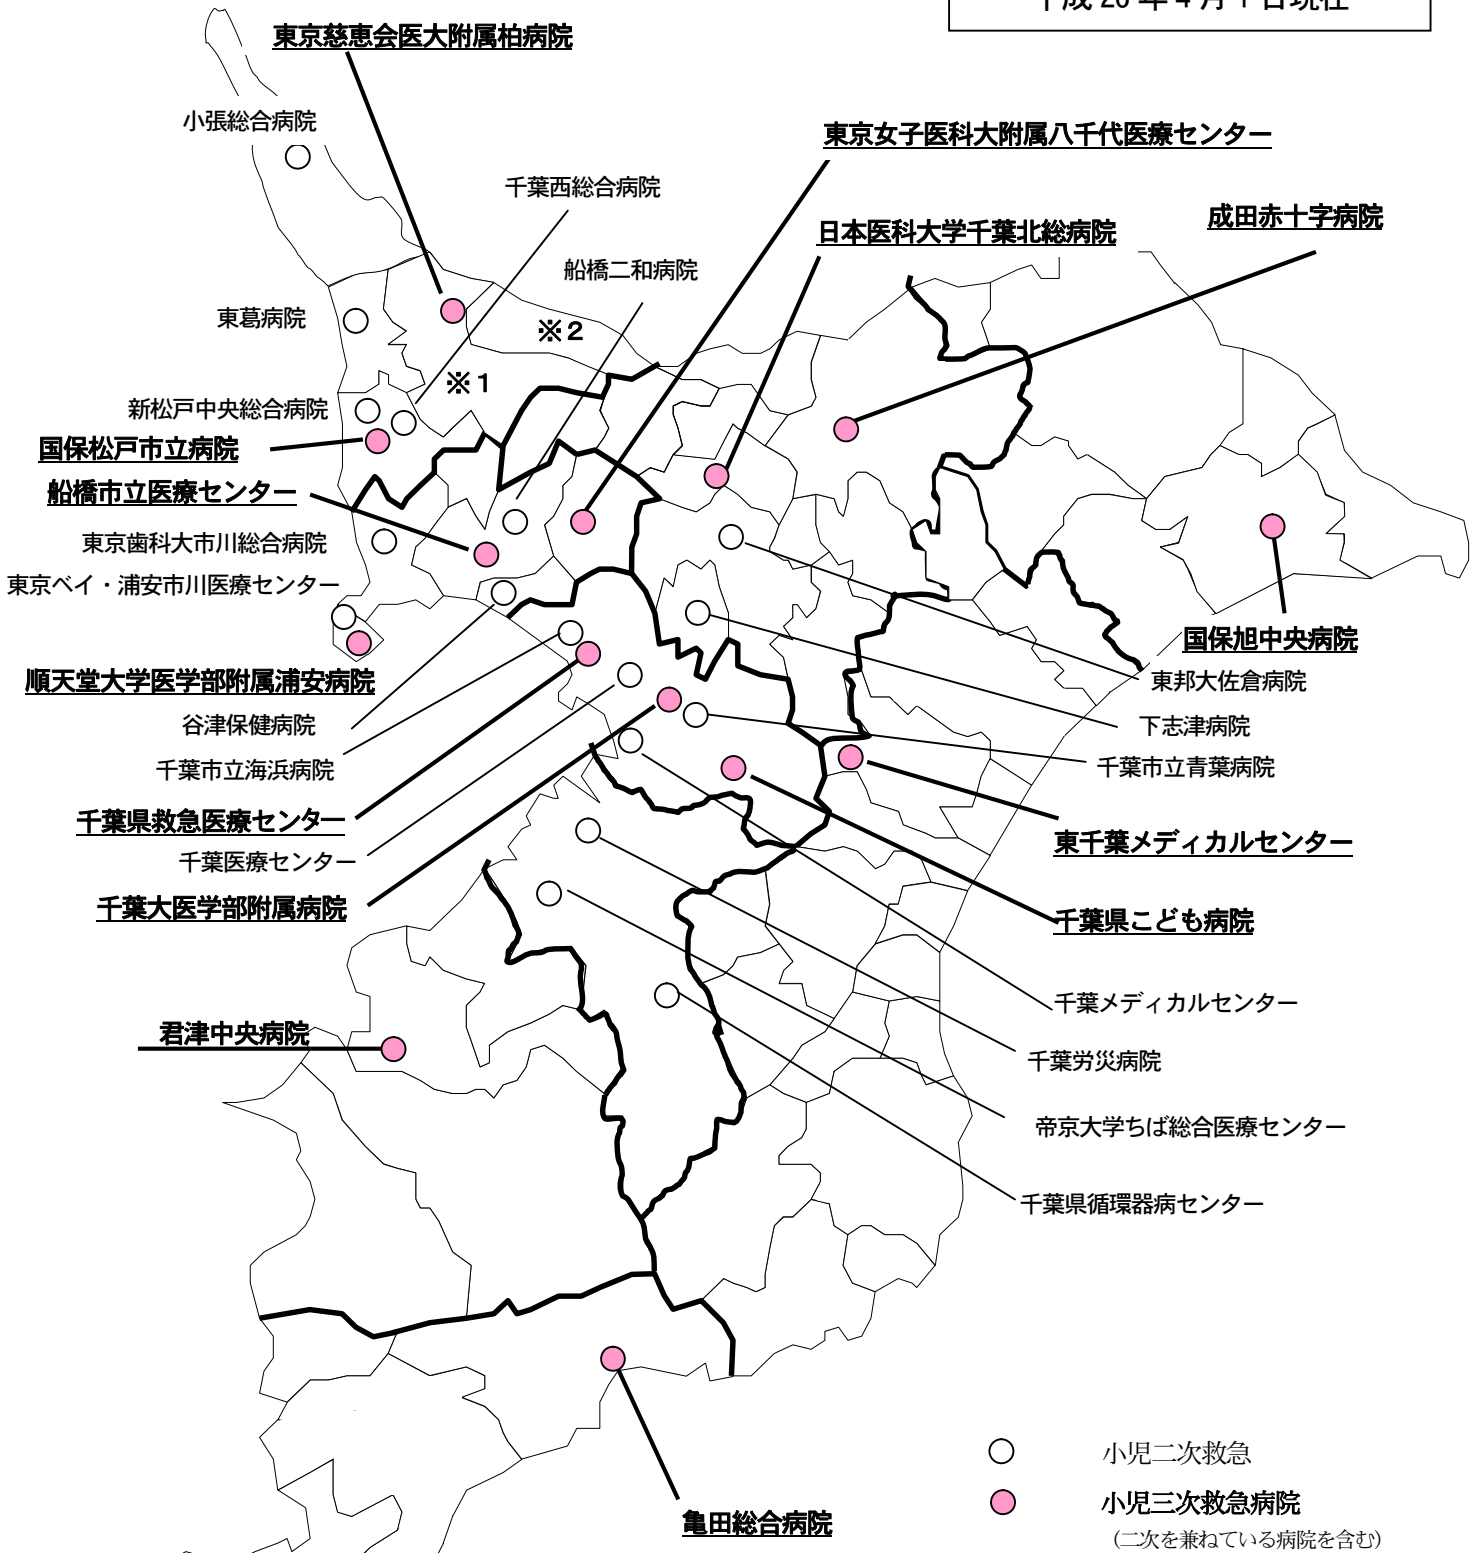 平成26年4月1日現在
東京慈恵会医大附属柏病院
小張総合病院
東京女子医科大附属八千代医療センター
千葉西総合病院
成田赤十字病院
日本医科大学千葉北総病院
船橋二和病院
東葛病院
※2
※1
新松戸中央総合病院
国保松戸市立病院
船橋市立医療センター
東京歯科大市川総合病院
東京ベイ・浦安市川医療センター
国保旭中央病院
順天堂大学医学部附属浦安病院
東邦大佐倉病院
谷津保健病院
下志津病院
千葉市立海浜病院
千葉市立青葉病院
千葉県救急医療センター
東千葉メディカルセンター
千葉医療センター
千葉大医学部附属病院
千葉県こども病院
千葉メディカルセンター
君津中央病院
千葉労災病院
帝京大学ちば総合医療センター
千葉県循環器病センター
小児二次救急
小児三次救急病院
(二次を兼ねている病院を含む)
亀田総合病院